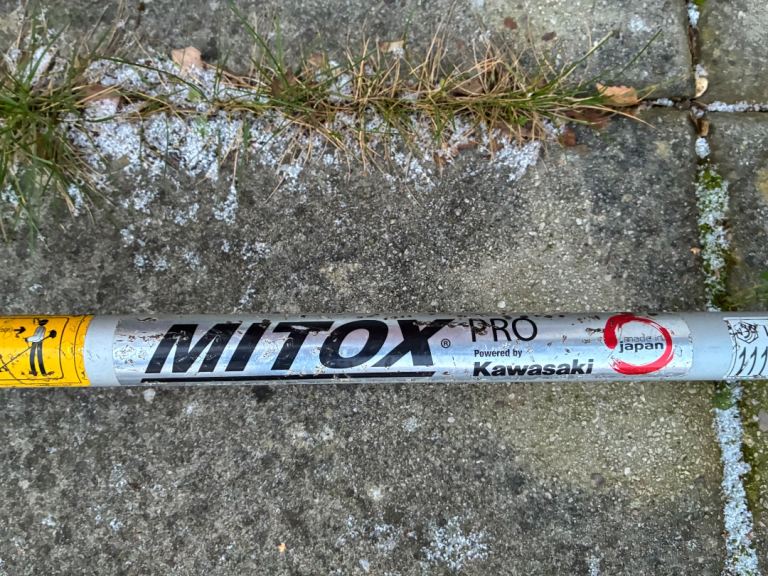 MITOX® PRO
Powered by
Kawasaki
made in
japan